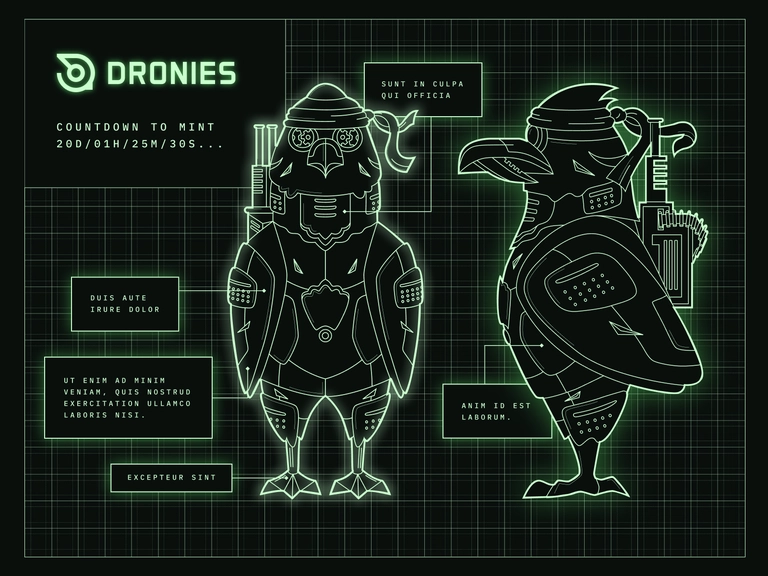 DRONIES
COUNTDOWN TO MINT
20D/01H/25M/30S...
SUNT IN CULPA
QUI OFFICIA
DUIS AUTE
IRURE DOLOR
UT ENIM AD MINIM
VENIAM, QUIS NOSTRUD
EXERCITATION ULLAMCO
LABORIS NISI.
ANIM ID EST
LABORUM.
EXCEPTEUR SINT